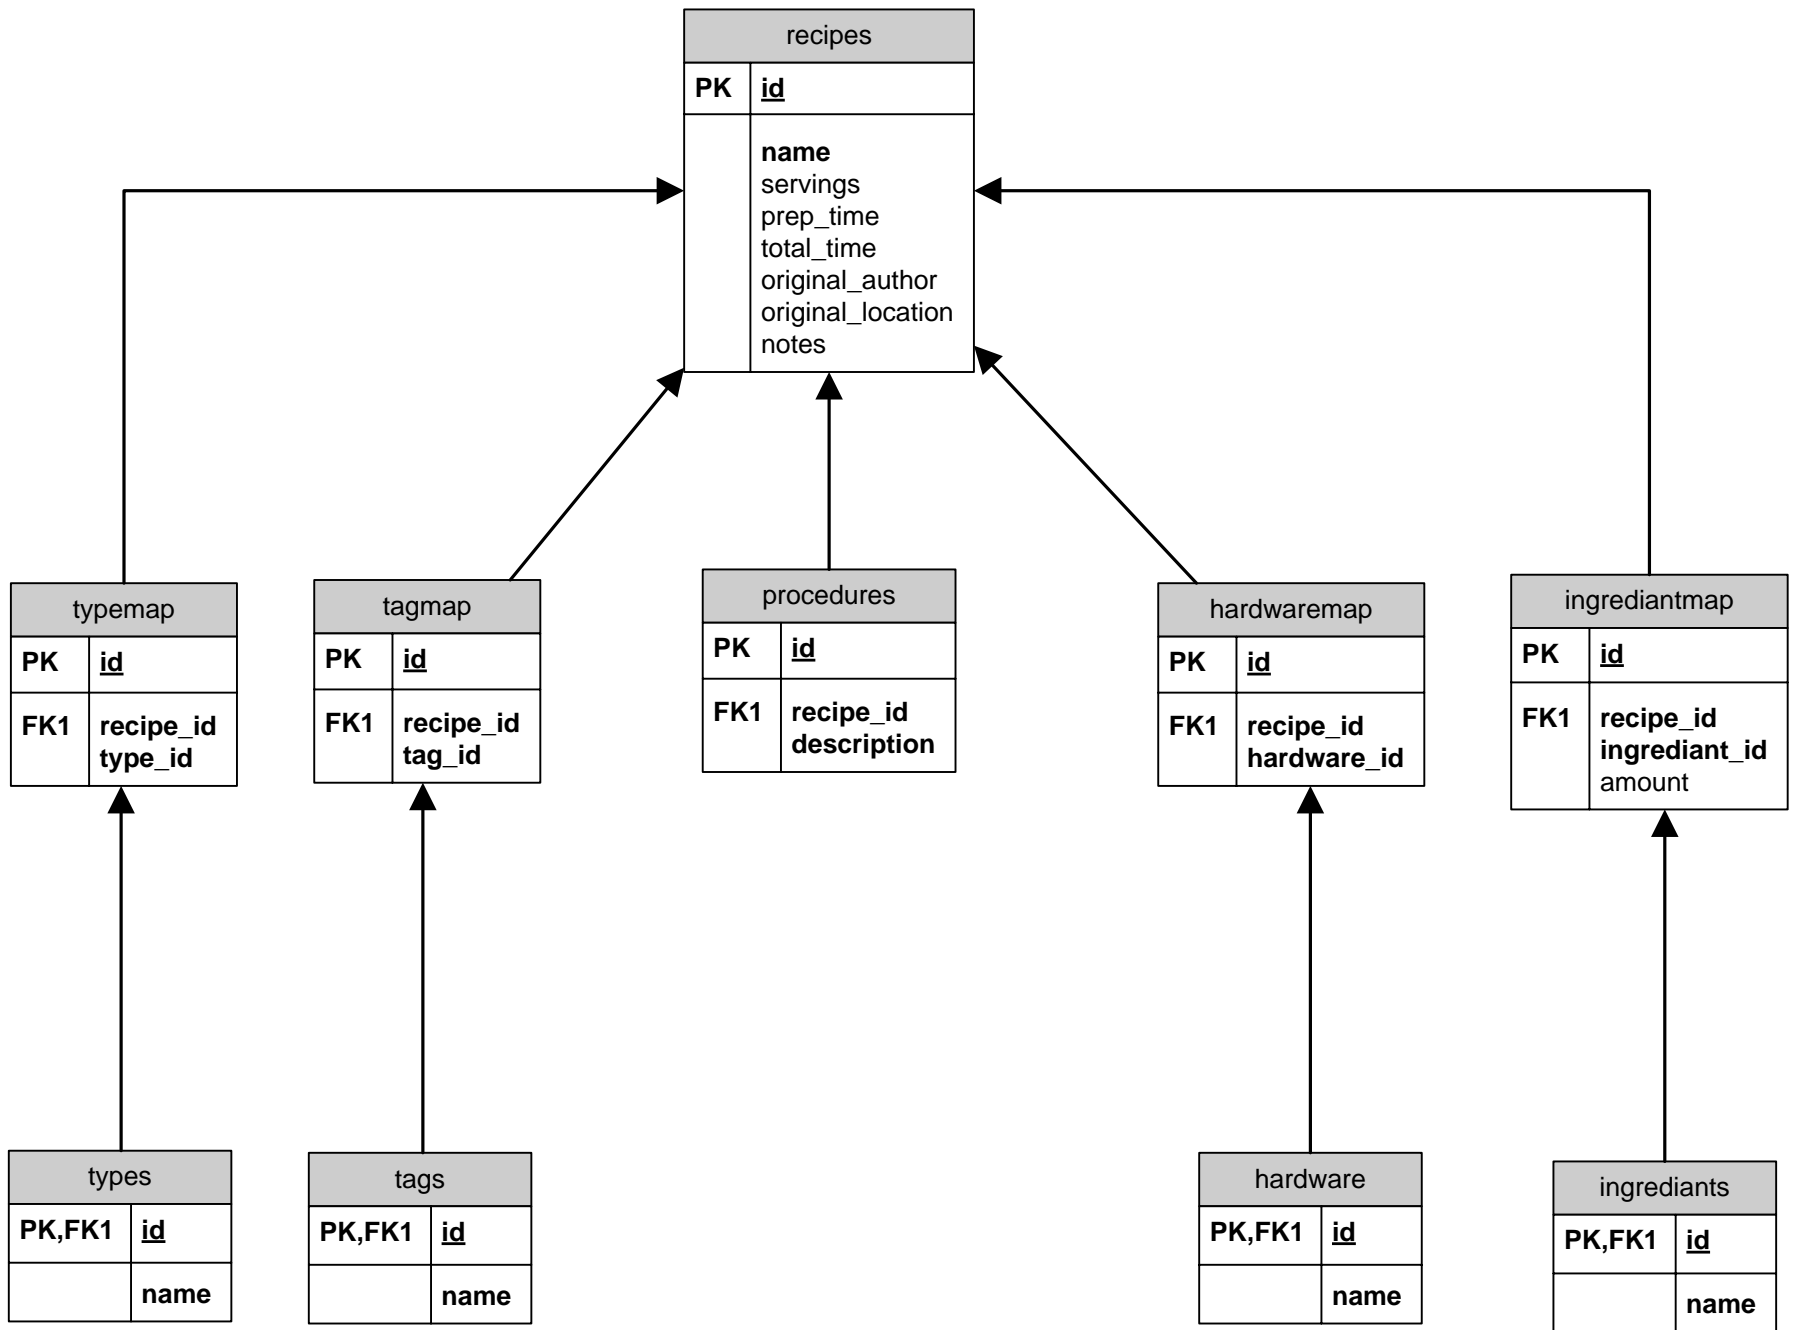 recipes
PK id
name
servings
prep_time
total_time
original_author
original_location
notes
typemap
PK id
FK1 recipe_id
type_id
tagmap
PK id
FK1 recipe_id
tag_id
procedures
PK id
FK1 recipe_id
description
hardwaremap
PK id
FK1 recipe_id
hardware_id
ingrediantmap
PK id
FK1 recipe_id
ingrediant_id
amount
types
PK,FK1 id
name
tags
PK,FK1 id
name
hardware
PK,FK1 id
name
ingrediants
PK,FK1 id
name